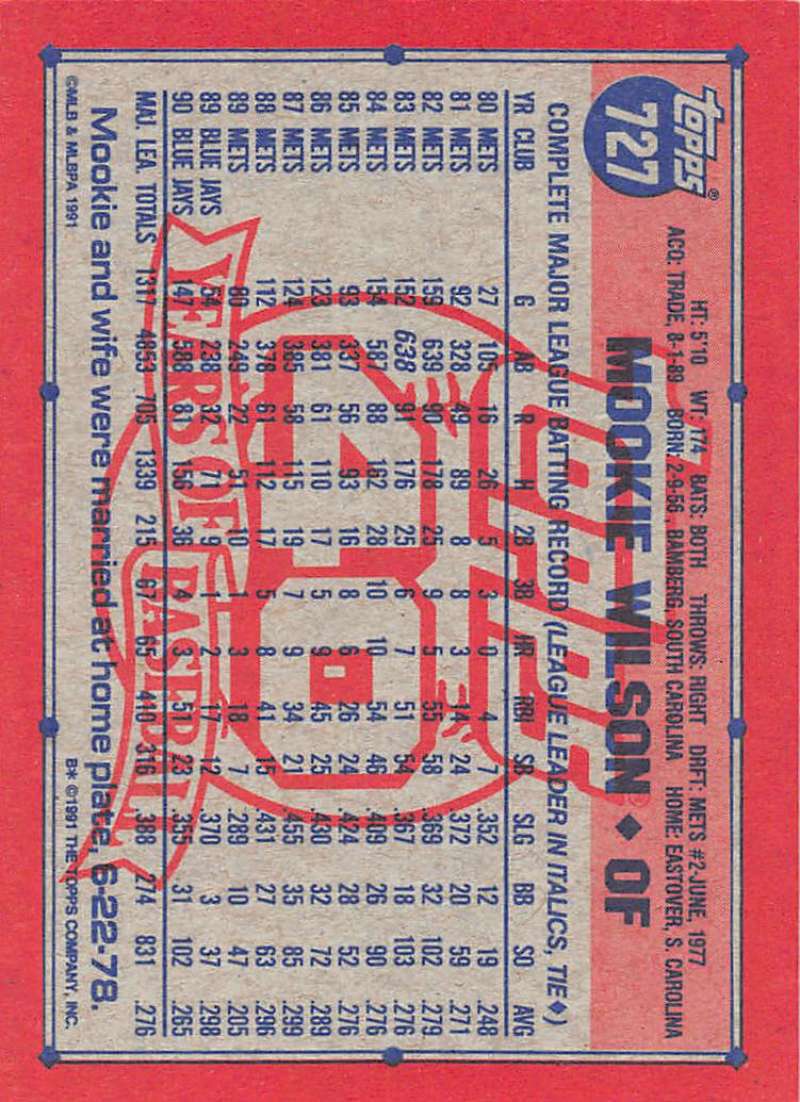 topps®
727
HT: 5'10 WT: 174 BATS: BOTH THROWS: RIGHT DRFT: METS #2-JUNE, 1977
ACQ: TRADE, 8-1-89 BORN: 2-9-56, BAMBERG, SOUTH CAROLINA HOME: EASTOVER, S. CAROLINA
MOOKIE WILSON ♦ OF
COMPLETE MAJOR LEAGUE BATTING RECORD (LEAGUE LEADER IN ITALICS, TIE♦)
YR CLUB G AB R H 2B 3B HR RBI SB SLG BB SO AVG
80 METS 27 105 16 26 5 3 0 4 7 .352 12 19 .248
81 METS 92 328 49 89 8 8 3 14 24 .372 20 59 .271
82 METS 159 639 90 178 25 9 5 55 58 .369 32 102 .279
83 METS 152 638 91 176 25 6 7 51 54 .367 18 103 .276
84 METS 154 587 88 162 28 10 10 54 46 .409 26 90 .276
85 METS 93 337 56 93 16 8 6 26 24 .424 28 52 .276
86 METS 123 381 61 110 17 5 9 45 25 .430 32 72 .289
87 METS 124 385 58 115 19 7 9 34 21 .455 35 85 .299
88 METS 112 378 61 112 17 5 8 41 15 .431 27 63 .296
89 METS 80 249 22 51 10 1 3 18 7 .289 10 47 .205
89 BLUE JAYS 54 238 32 71 9 1 2 17 12 .370 3 37 .298
90 BLUE JAYS 147 588 81 156 36 4 3 51 23 .355 31 102 .265
MAJ. LEA. TOTALS 1317 4853 705 1339 215 67 65 410 316 .388 274 831 .276
topps®
40
YEARS OF BASEBALL
Mookie and wife were married at home plate, 6-22-78.
©MLB & MLBPA 1991
B* ©1991 THE TOPPS COMPANY, INC.